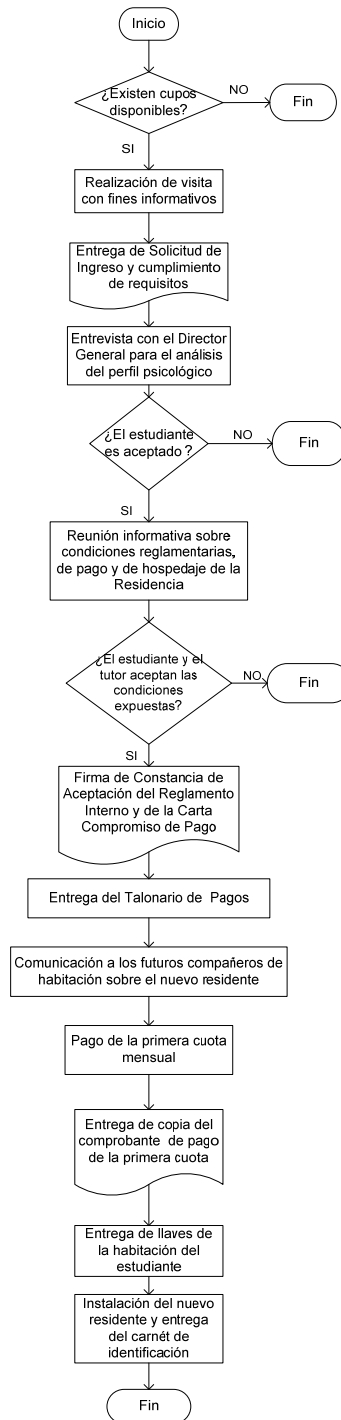 Inicio
¿Existen cupos
disponibles?
NO
Fin
SI
Realización de visita
con fines informativos
Entrega de Solicitud de
Ingreso y cumplimiento
de requisitos
Entrevista con el Director
General para el análisis
del perfil psicológico
¿El estudiante
es aceptado ?
NO
Fin
SI
Reunión informativa sobre
condiciones reglamentarias,
de pago y de hospedaje de la
Residencia
¿El estudiante y el
tutor aceptan las
condiciones
expuestas?
NO
Fin
SI
Firma de Constancia de
Aceptación del Reglamento
Interno y de la Carta
Compromiso de Pago
Entrega del Talonario de Pagos
Comunicación a los futuros compañeros de
habitación sobre el nuevo residente
Pago de la primera cuota
mensual
Entrega de copia del
comprobante de pago
de la primera cuota
Entrega de llaves de
la habitación del
estudiante
Instalación del nuevo
residente y entrega
del carnét de
identificación
Fin